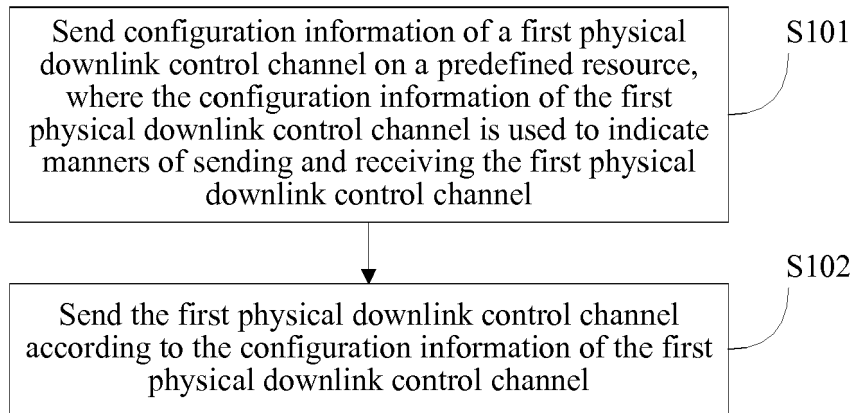 Send configuration information of a first physical
downlink control channel on a predefined resource,
where the configuration information of the first
physical downlink control channel is used to indicate
manners of sending and receiving the first physical
downlink control channel
S101
Send the first physical downlink control channel
according to the configuration information of the first
physical downlink control channel
S102